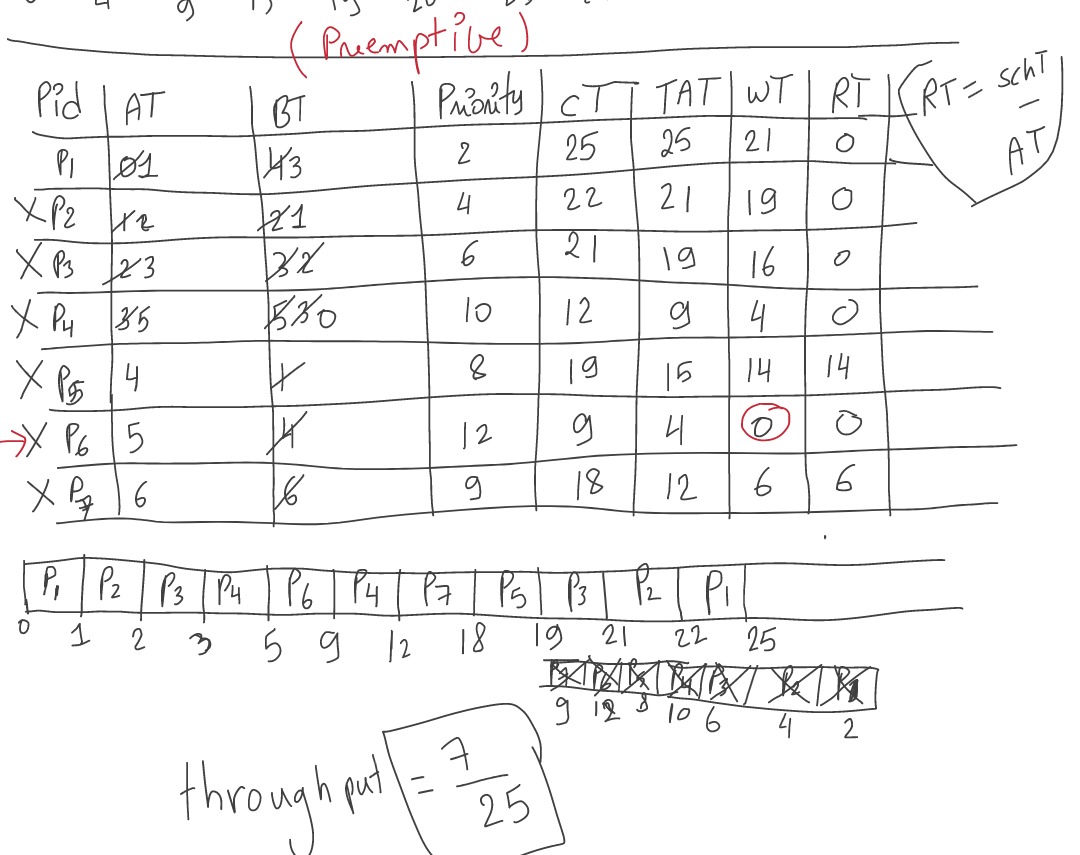 (Preemptive)
Pid AT BT Priority CT TAT WT RT
RT = schT - AT
P1 0 1 4 3 2 25 25 21 0
X P2 1 2 2 1 4 22 21 19 0
X P3 2 3 3 2 6 21 19 16 0
X P4 3 5 5 3 0 10 12 9 4 0
X P5 4 1 8 19 15 14 14
→ X P6 5 4 12 9 4 0 0
X P7 6 6 9 18 12 6 6
P1 P2 P3 P4 P6 P4 P7 P5 P3 P2 P1
0 1 2 3 5 9 12 18 19 21 22 25
P4 P3 P2 P1
9 12 8 10 6 4 2
throughput = 7/25